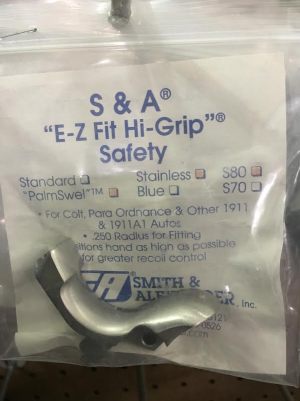 S & A®
"E-Z Fit Hi-Grip"®
Safety
Standard Stainless S80
"PalmSwel"™ Blue S70
• For Colt, Para Ordnance & Other 1911
& 1911A1 Autos
• .250 Radius for Fitting
hand as high as possible
for greater recoil control
SMITH &
Inc.